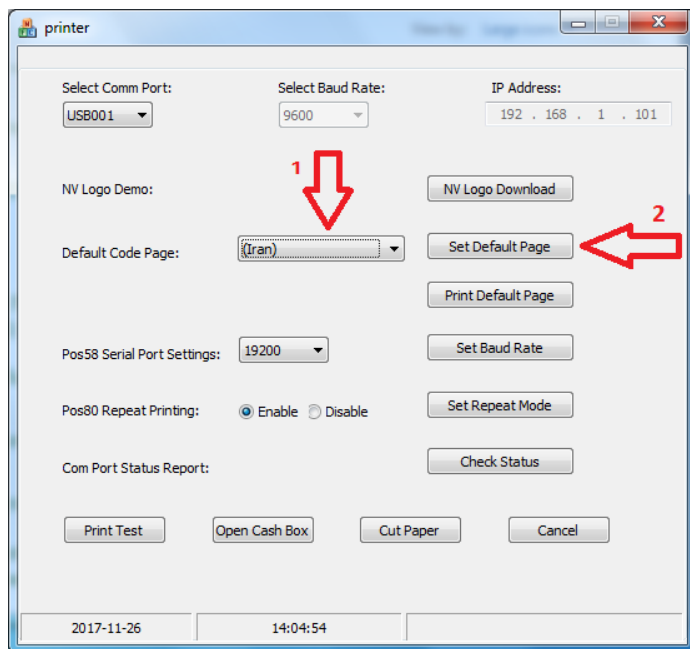 printer
Select Comm Port: Select Baud Rate: IP Address:
USB001 9600 192 . 168 . 1 . 101
1
NV Logo Demo: NV Logo Download
2
Default Code Page: (Iran) Set Default Page
Print Default Page
Pos58 Serial Port Settings: 19200 Set Baud Rate
Pos80 Repeat Printing: Enable Disable Set Repeat Mode
Com Port Status Report: Check Status
Print Test Open Cash Box Cut Paper Cancel
2017-11-26 14:04:54